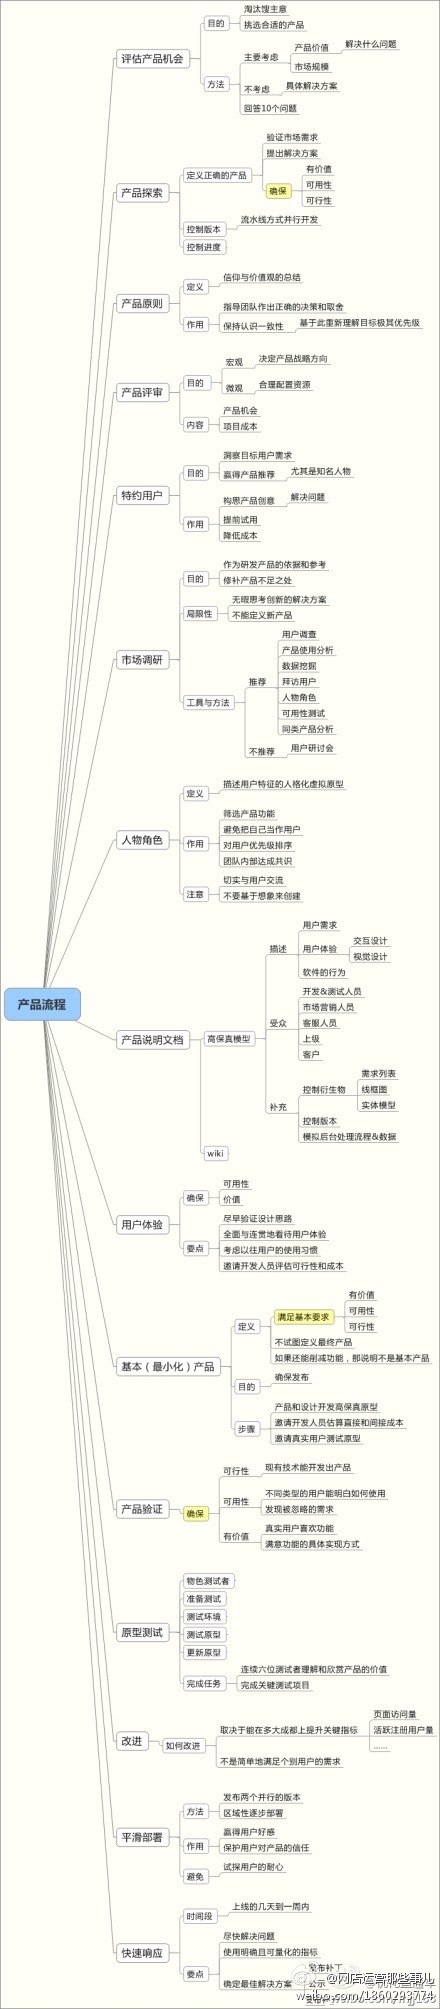 产品流程
评估产品机会
目的
淘汰馊主意
挑选合适的产品
方法
主要考虑
产品价值
解决什么问题
市场规模
不考虑
具体解决方案
回答10个问题
产品探索
定义正确的产品
验证市场需求
提出解决方案
确保
有价值
可用性
可行性
控制版本
流水线方式并行开发
控制进度
产品原则
定义
信仰与价值观的总结
作用
指导团队作出正确的决策和取舍
保持认识一致性
基于此重新理解目标极其优先级
产品评审
目的
宏观
决定产品战略方向
微观
合理配置资源
内容
产品机会
项目成本
特约用户
目的
洞察目标用户需求
赢得产品推荐
尤其是知名人物
作用
构思产品创意
解决问题
提前试用
降低成本
市场调研
目的
作为研发产品的依据和参考
修补产品不足之处
局限性
无暇思考创新的解决方案
不能定义新产品
工具与方法
推荐
用户调查
产品使用分析
数据挖掘
拜访用户
人物角色
可用性测试
同类产品分析
不推荐
用户研讨会
人物角色
定义
描述用户特征的人格化虚拟原型
作用
筛选产品功能
避免把自己当作用户
对用户优先级排序
团队内部达成共识
注意
切实与用户交流
不要基于想象来创建
产品说明文档
高保真模型
描述
用户需求
用户体验
交互设计
视觉设计
软件的行为
受众
开发&测试人员
市场营销人员
客服人员
上级
客户
补充
控制衍生物
需求列表
线框图
实体模型
控制版本
模拟后台处理流程&数据
wiki
用户体验
确保
可用性
价值
要点
尽早验证设计思路
全面与连贯地看待用户体验
考虑以往用户的使用习惯
邀请开发人员评估可行性和成本
基本（最小化）产品
定义
满足基本要求
有价值
可用性
可行性
不试图定义最终产品
如果还能削减功能，那说明不是基本产品
目的
确保发布
步骤
产品和设计开发高保真原型
邀请开发人员估算直接和间接成本
邀请真实用户测试原型
产品验证
确保
可行性
现有技术能开发出产品
可用性
不同类型的用户能明白如何使用
发现被忽略的需求
有价值
真实用户喜欢功能
满意功能的具体实现方式
原型测试
物色测试者
准备测试
测试环境
测试原型
更新原型
完成任务
连续六位测试者理解和欣赏产品的价值
完成关键测试项目
改进
如何改进
取决于能在多大成都上提升关键指标
页面访问量
活跃注册用户量
……
不是简单地满足个别用户的需求
平滑部署
方法
发布两个并行的版本
区域性逐步部署
作用
赢得用户好感
保护用户对产品的信任
避免
试探用户的耐心
快速响应
时间段
上线的几天到一周内
要点
尽快解决问题
使用明确且可量化的指标
确定最佳解决方案
发布补丁
公示
@网店运营那些事儿
weibo.com/1860293774